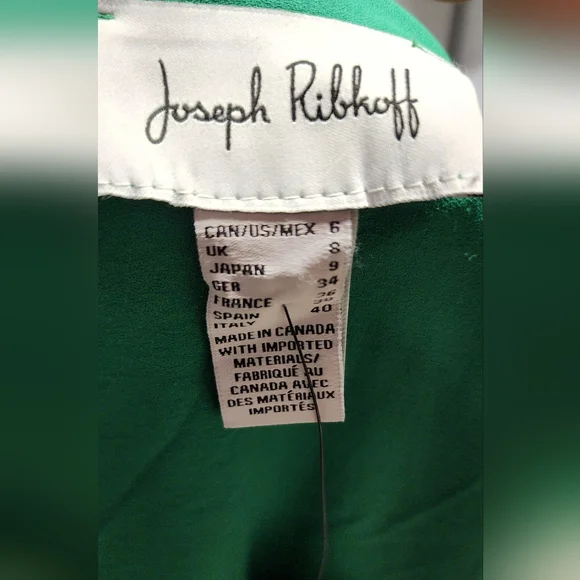 Joseph Ribkoff
CAN/US/MEX 6
UK 8
JAPAN 9
GER 34
FRANCE 36
SPAIN
ITALY 40
MADE IN CANADA
WITH IMPORTED
MATERIALS/
FABRIQUÉ AU
CANADA AVEC
DES MATÉRIAUX
IMPORTÉS